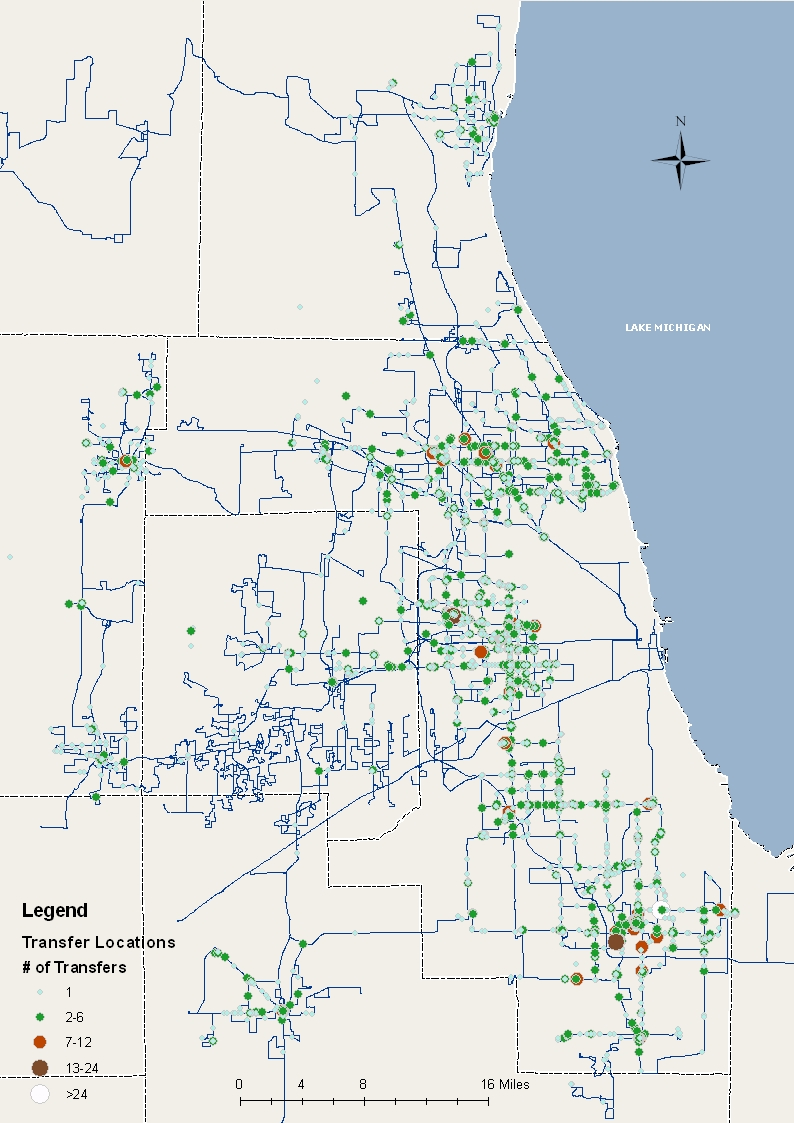 N
LAKE MICHIGAN
Legend
Transfer Locations
# of Transfers
1
2-6
7-12
13-24
>24
0 4 8 16 Miles